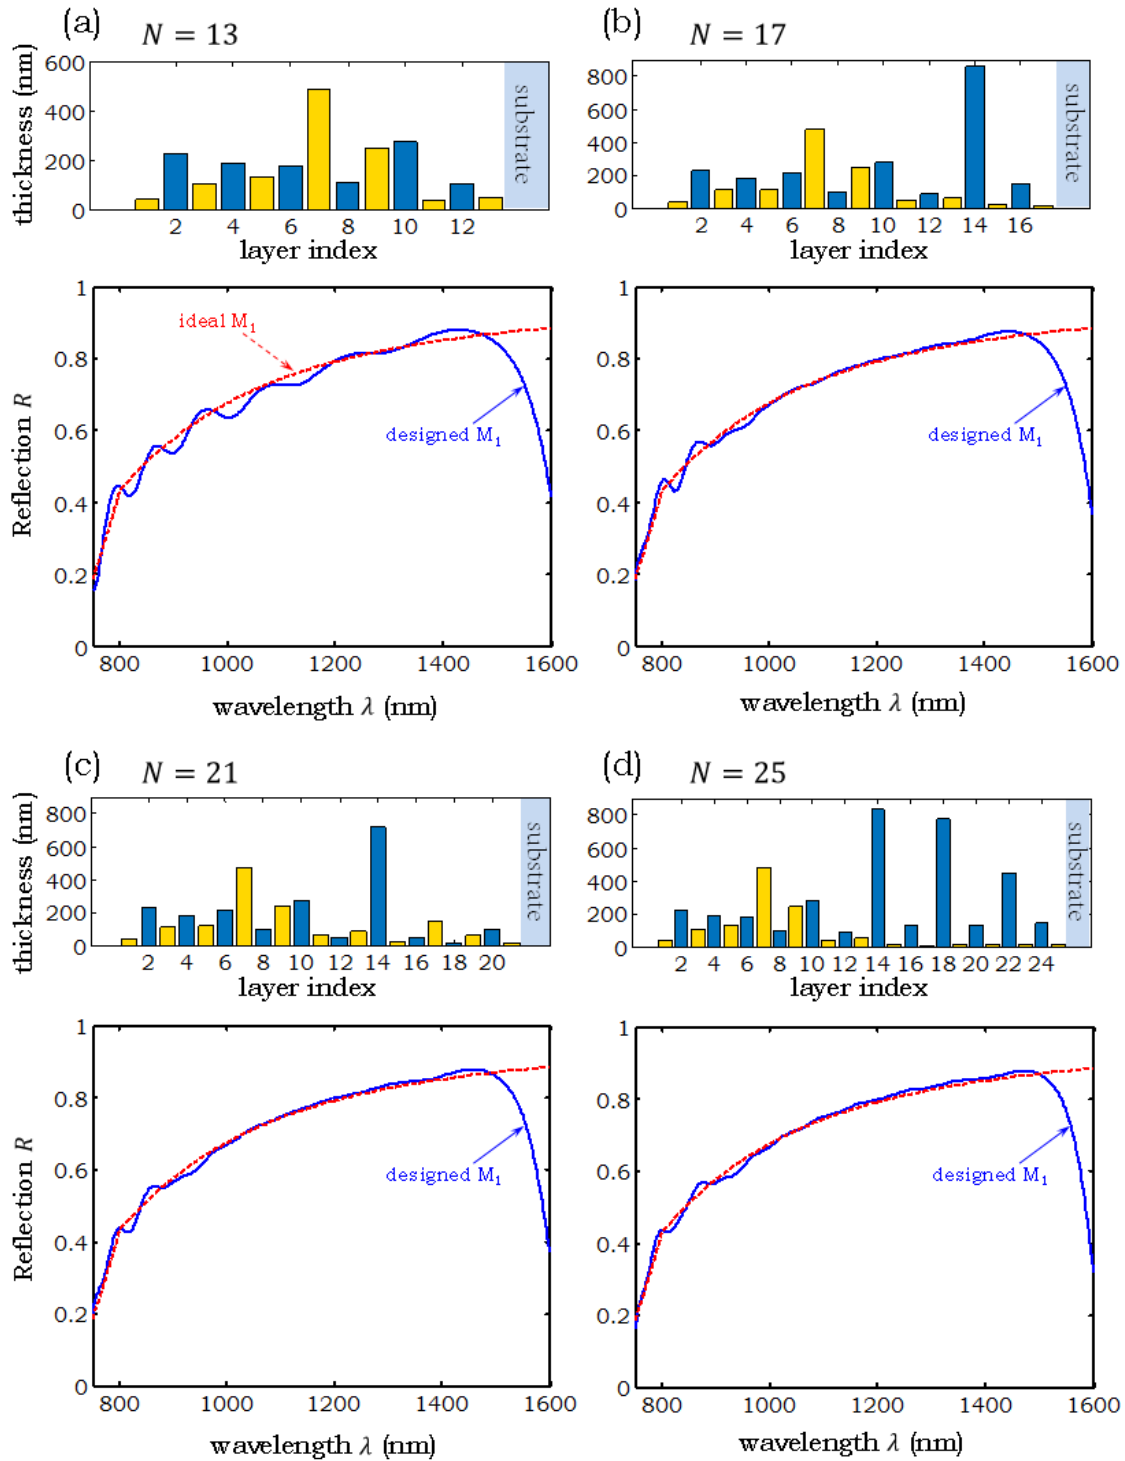 (a) N = 13
thickness (nm)
600
400
200
0
substrate
2 4 6 8 10 12
layer index
1
0.8
0.6
0.4
0.2
0
Reflection R
ideal M₁
designed M₁
800 1000 1200 1400 1600
wavelength λ (nm)
(b) N = 17
800
600
400
200
0
substrate
2 4 6 8 10 12 14 16
layer index
1
0.8
0.6
0.4
0.2
0
designed M₁
800 1000 1200 1400 1600
wavelength λ (nm)
(c) N = 21
thickness (nm)
800
600
400
200
0
substrate
2 4 6 8 10 12 14 16 18 20
layer index
1
0.8
0.6
0.4
0.2
0
Reflection R
designed M₁
800 1000 1200 1400 1600
wavelength λ (nm)
(d) N = 25
800
600
400
200
0
substrate
2 4 6 8 10 12 14 16 18 20 22 24
layer index
1
0.8
0.6
0.4
0.2
0
designed M₁
800 1000 1200 1400 1600
wavelength λ (nm)